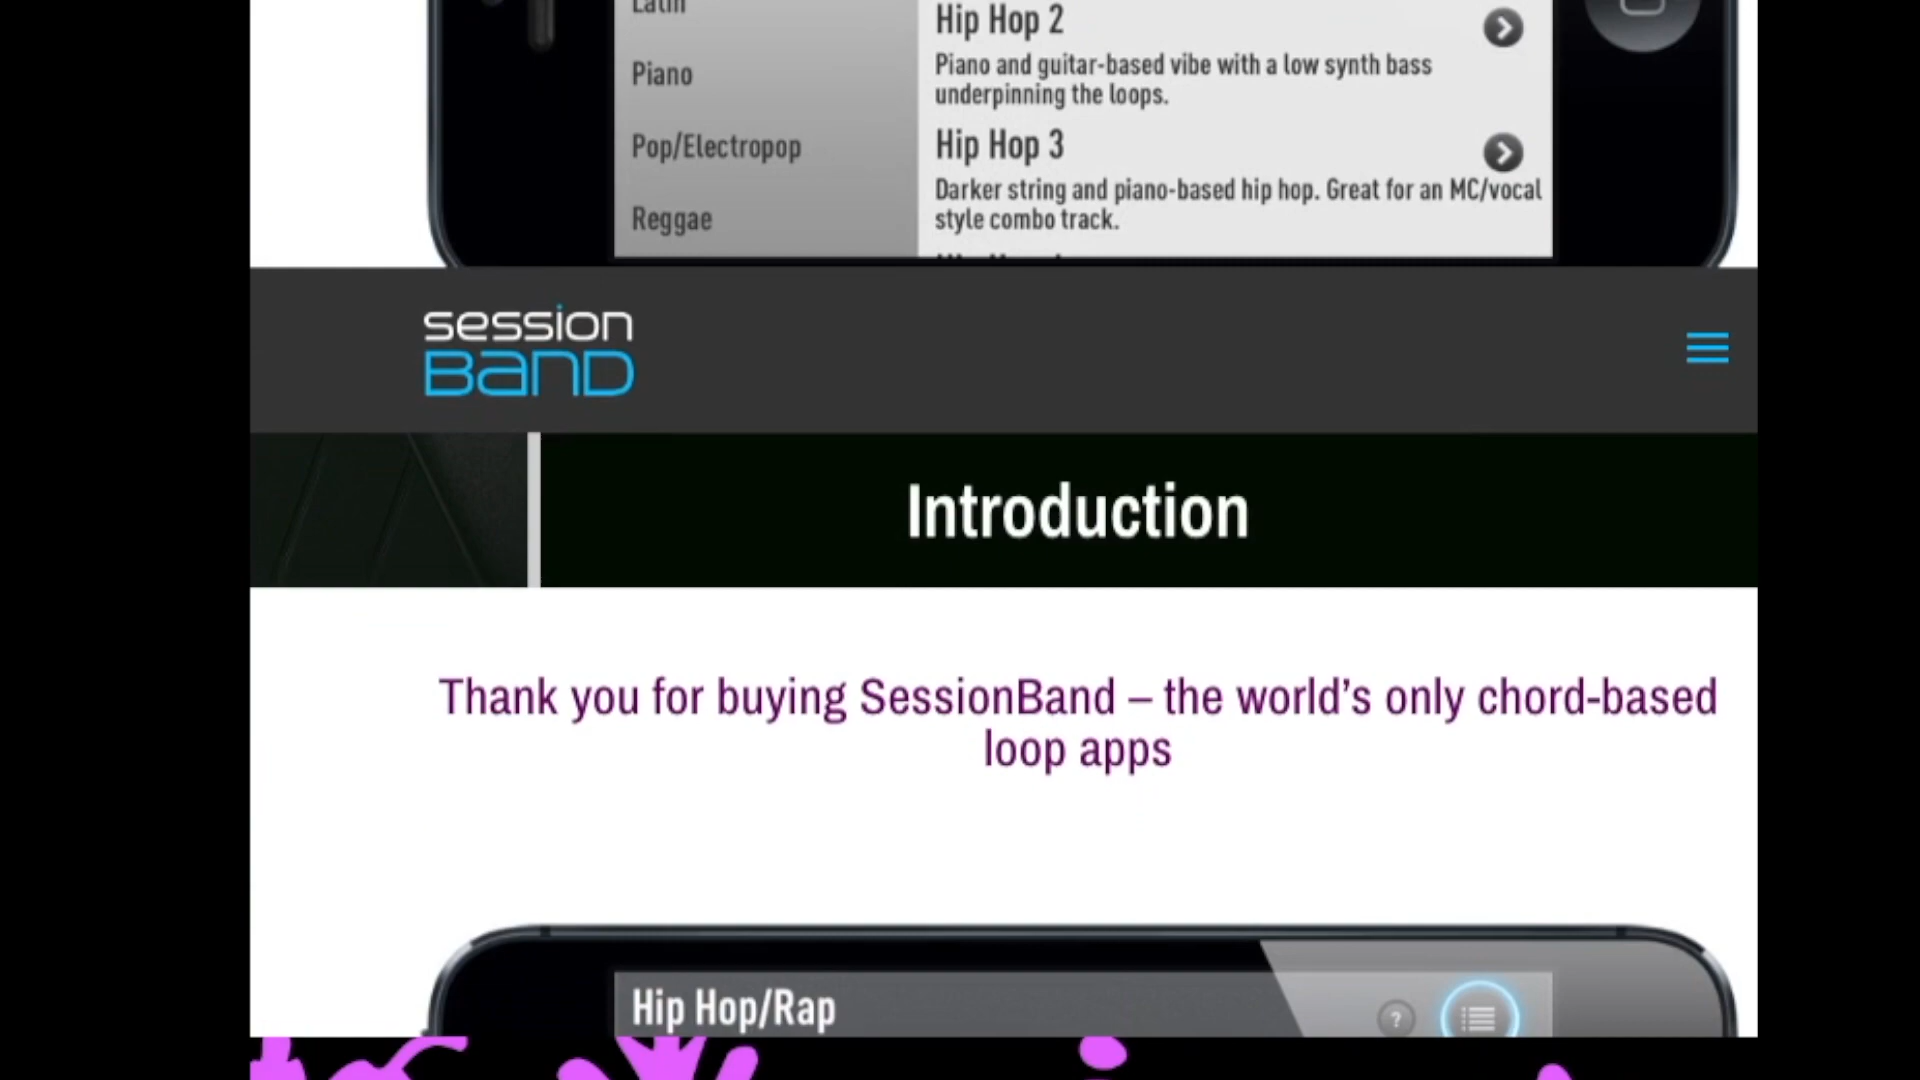 Latin
Piano
Pop/Electropop
Reggae
Hip Hop 2
Piano and guitar-based vibe with a low synth bass
underpinning the loops.
Hip Hop 3
Darker string and piano-based hip hop. Great for an MC/vocal
style combo track.
session
BAND
Introduction
Thank you for buying SessionBand – the world’s only chord-based
loop apps
Hip Hop/Rap
?